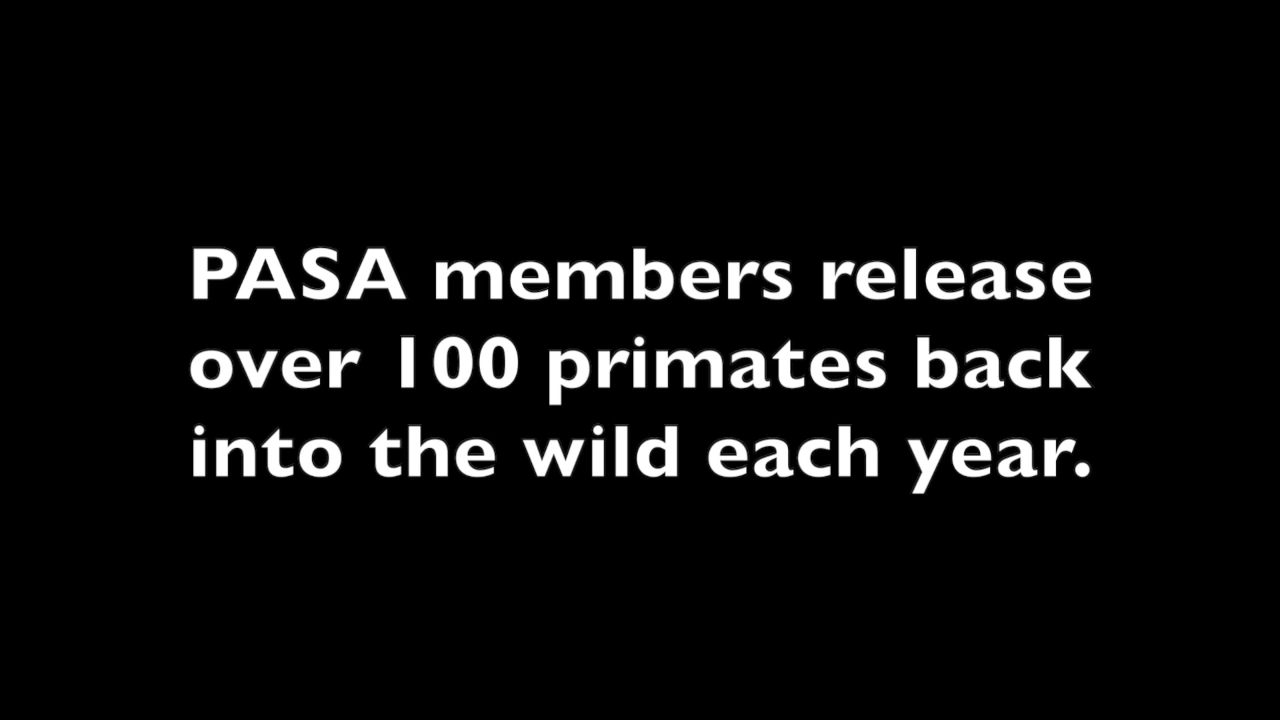 PASA members release
over 100 primates back
into the wild each year.